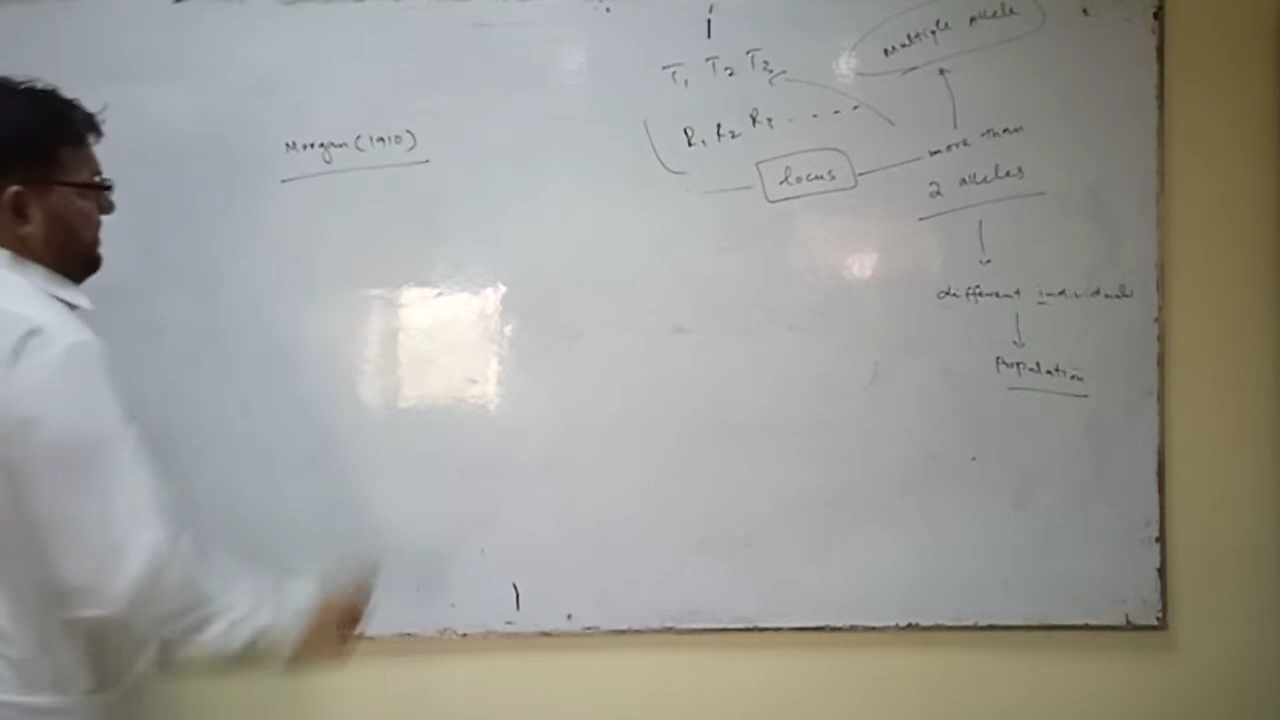 Multiple Allele
T1 T2 T3
R1 R2 R3 - - - -
Morgan (1910)
locus
more than
2 alleles
different individuals
Population